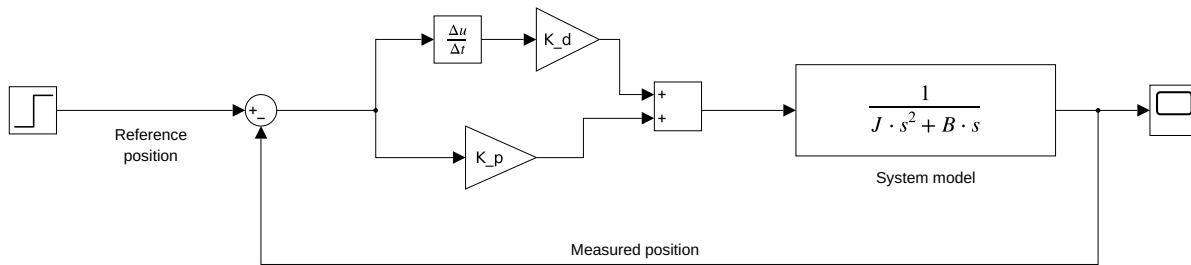 Δu
Δt
K_d
+
+
1
J · s² + B · s
+
−
Reference
position
K_p
System model
Measured position